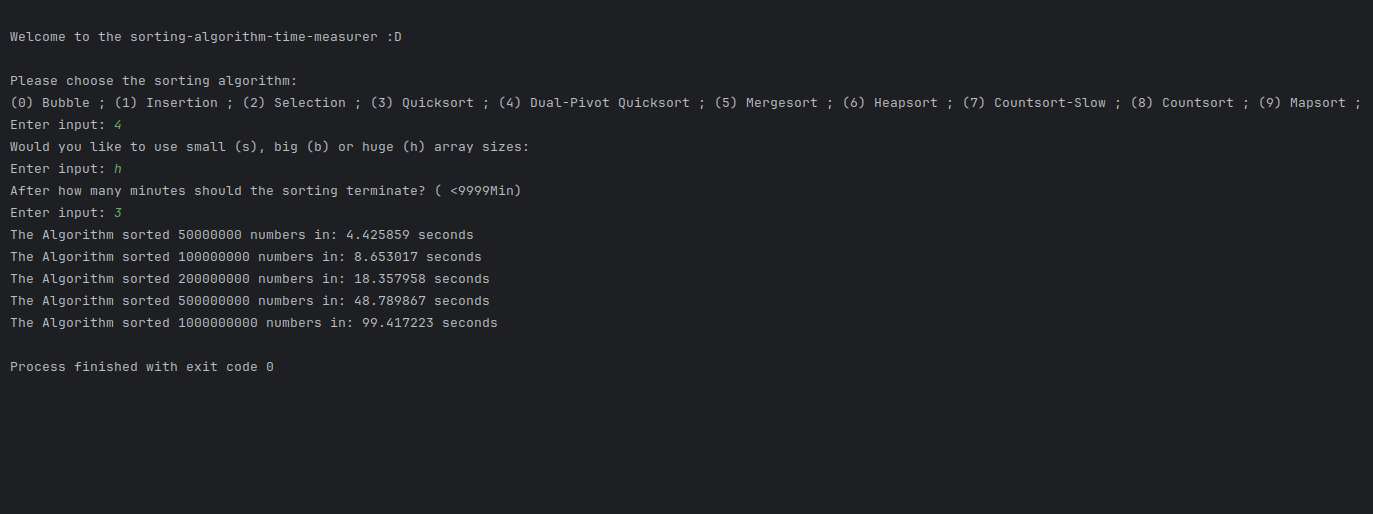 Welcome to the sorting-algorithm-time-measurer :D
Please choose the sorting algorithm:
(0) Bubble ; (1) Insertion ; (2) Selection ; (3) Quicksort ; (4) Dual-Pivot Quicksort ; (5) Mergesort ; (6) Heapsort ; (7) Countsort-Slow ; (8) Countsort ; (9) Mapsort ;
Enter input: 4
Would you like to use small (s), big (b) or huge (h) array sizes:
Enter input: h
After how many minutes should the sorting terminate? ( <9999Min)
Enter input: 3
The Algorithm sorted 50000000 numbers in: 4.425859 seconds
The Algorithm sorted 100000000 numbers in: 8.653017 seconds
The Algorithm sorted 200000000 numbers in: 18.357958 seconds
The Algorithm sorted 500000000 numbers in: 48.789867 seconds
The Algorithm sorted 1000000000 numbers in: 99.417223 seconds
Process finished with exit code 0